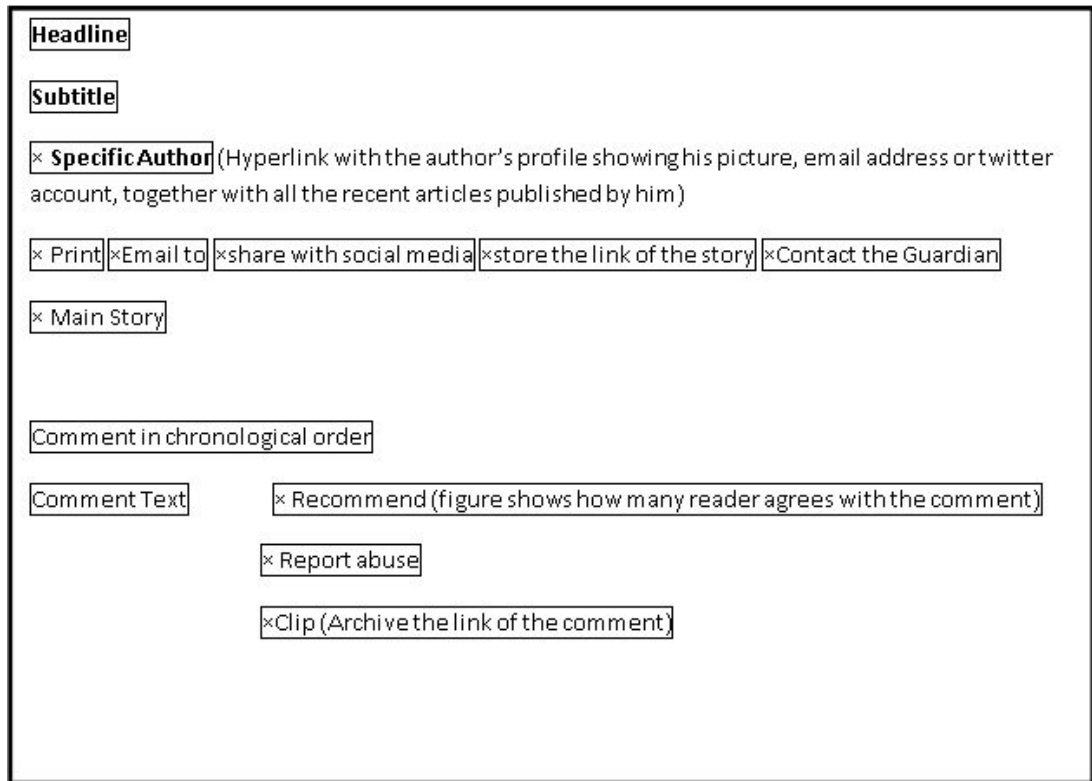 Headline
Subtitle
× Specific Author (Hyperlink with the author's profile showing his picture, email address or twitter
account, together with all the recent articles published by him)
× Print ×Email to ×share with social media ×store the link of the story ×Contact the Guardian
× Main Story
Comment in chronological order
Comment Text × Recommend (figure shows how many reader agrees with the comment)
× Report abuse
×Clip (Archive the link of the comment)